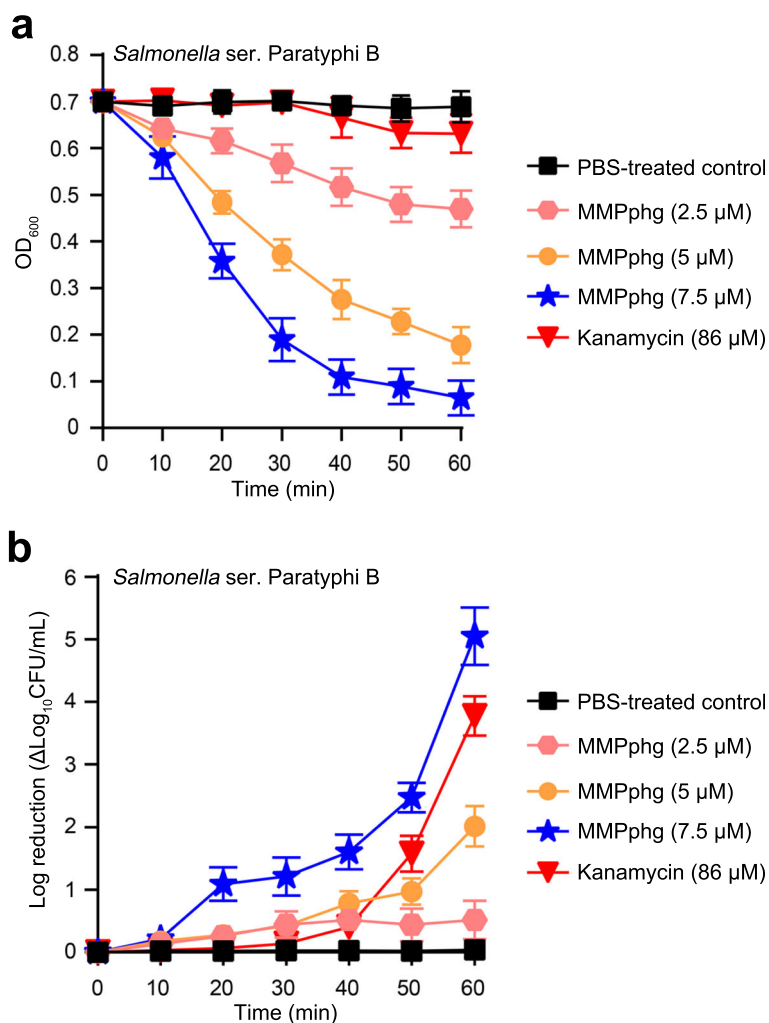 a
Salmonella ser. Paratyphi B
0.8
0.7
0.6
0.5
0.4
0.3
0.2
0.1
0
OD₆₀₀
0 10 20 30 40 50 60
Time (min)
PBS-treated control
MMPphg (2.5 µM)
MMPphg (5 µM)
MMPphg (7.5 µM)
Kanamycin (86 µM)
b
Salmonella ser. Paratyphi B
6
5
4
3
2
1
0
Log reduction (ΔLog₁₀CFU/mL)
0 10 20 30 40 50 60
Time (min)
PBS-treated control
MMPphg (2.5 µM)
MMPphg (5 µM)
MMPphg (7.5 µM)
Kanamycin (86 µM)